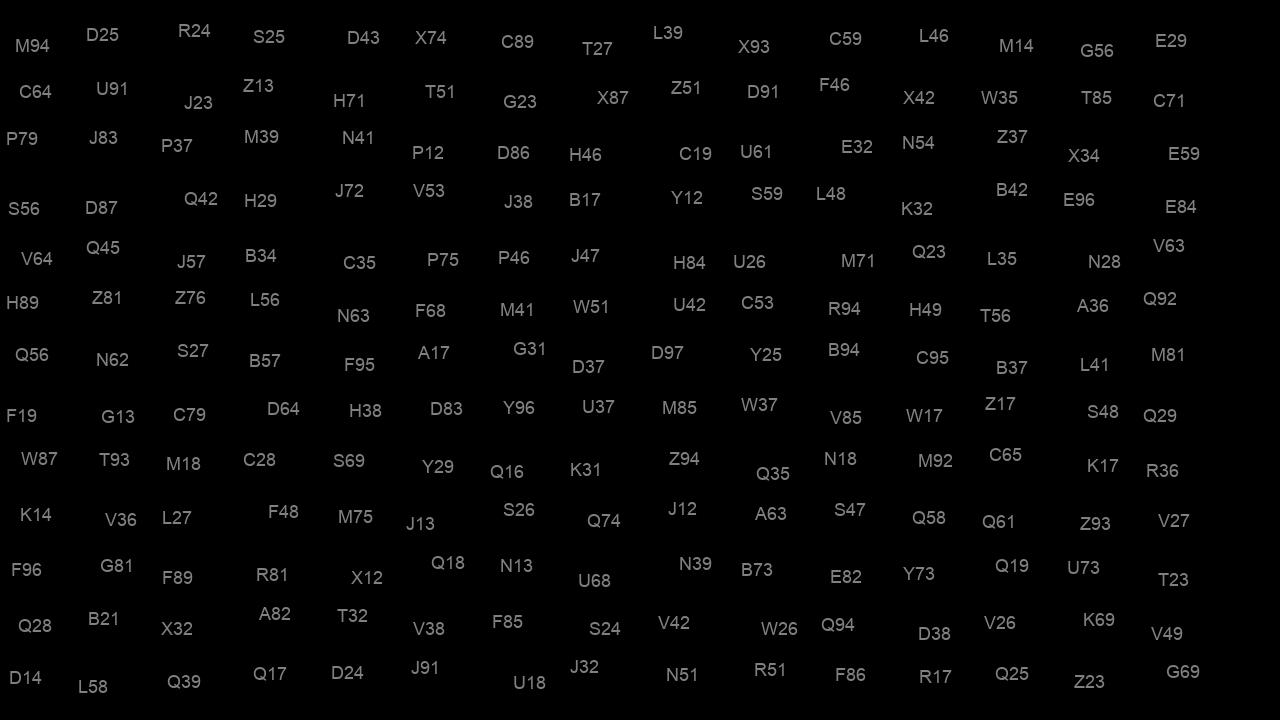 M94 D25 R24 S25 D43 X74 C89 T27 L39 X93 C59 L46 M14 G56 E29
C64 U91 J23 Z13 H71 T51 G23 X87 Z51 D91 F46 X42 W35 T85 C71
P79 J83 P37 M39 N41 P12 D86 H46 C19 U61 E32 N54 Z37 X34 E59
S56 D87 Q42 H29 J72 V53 J38 B17 Y12 S59 L48 K32 B42 E96 E84
V64 Q45 J57 B34 C35 P75 P46 J47 H84 U26 M71 Q23 L35 N28 V63
H89 Z81 Z76 L56 N63 F68 M41 W51 U42 C53 R94 H49 T56 A36 Q92
Q56 N62 S27 B57 F95 A17 G31 D37 D97 Y25 B94 C95 B37 L41 M81
F19 G13 C79 D64 H38 D83 Y96 U37 M85 W37 V85 W17 Z17 S48 Q29
W87 T93 M18 C28 S69 Y29 Q16 K31 Z94 Q35 N18 M92 C65 K17 R36
K14 V36 L27 F48 M75 J13 S26 Q74 J12 A63 S47 Q58 Q61 Z93 V27
F96 G81 F89 R81 X12 Q18 N13 U68 N39 B73 E82 Y73 Q19 U73 T23
Q28 B21 X32 A82 T32 V38 F85 S24 V42 W26 Q94 D38 V26 K69 V49
D14 L58 Q39 Q17 D24 J91 U18 J32 N51 R51 F86 R17 Q25 Z23 G69